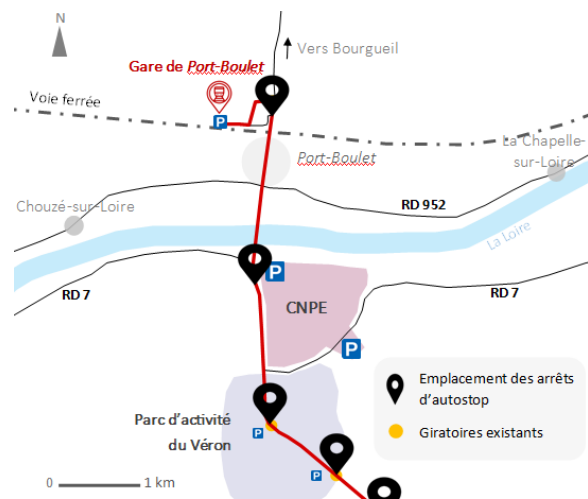 N
Vers Bourgueil
Gare de Port-Boulet
P
Voie ferrée
Port-Boulet
La Chapelle-
sur-Loire
Chouzé-sur-Loire
RD 952
La Loire
RD 7
P
CNPE
RD 7
P
Parc d'activité
du Véron
P
P
Emplacement des arrêts
d'autostop
Giratoires existants
0 1 km